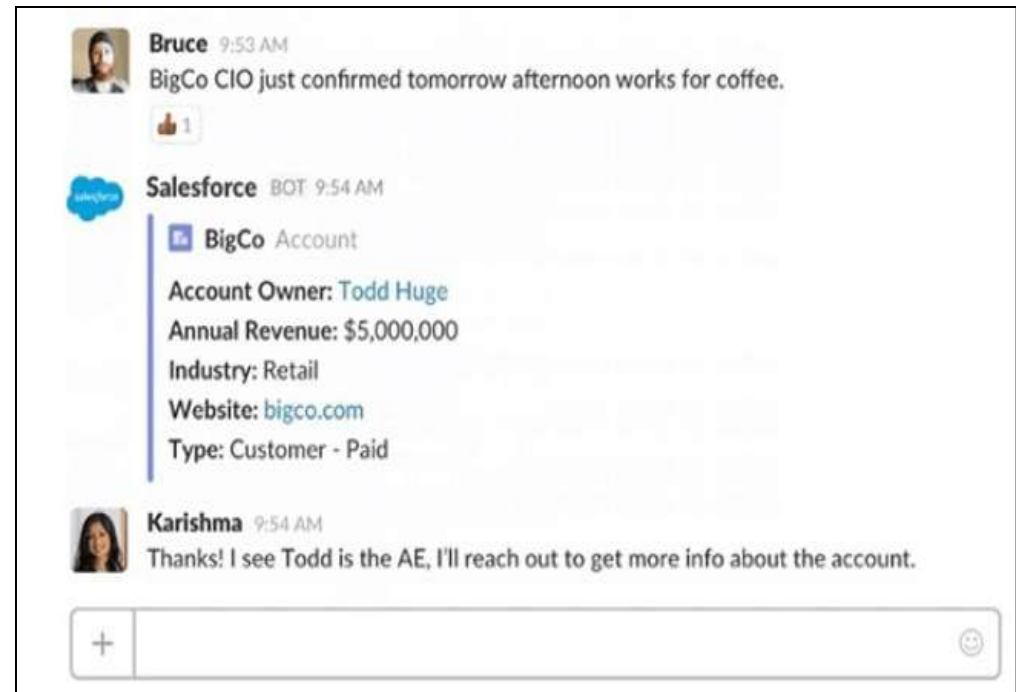 Bruce 9:53 AM
BigCo CIO just confirmed tomorrow afternoon works for coffee.
1
salesforce
Salesforce BOT 9:54 AM
BigCo Account
Account Owner: Todd Huge
Annual Revenue: $5,000,000
Industry: Retail
Website: bigco.com
Type: Customer - Paid
Karishma 9:54 AM
Thanks! I see Todd is the AE, I'll reach out to get more info about the account.